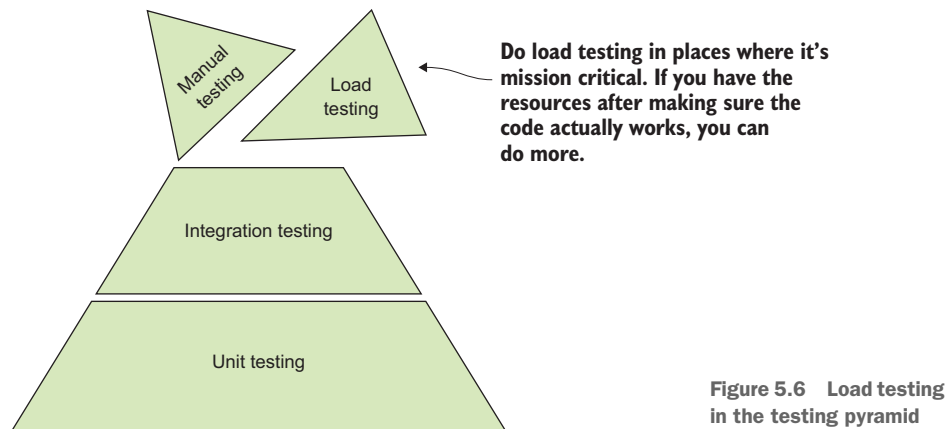 Manual
testing
Load
testing
Do load testing in places where it's
mission critical. If you have the
resources after making sure the
code actually works, you can
do more.
Integration testing
Unit testing
Figure 5.6 Load testing
in the testing pyramid